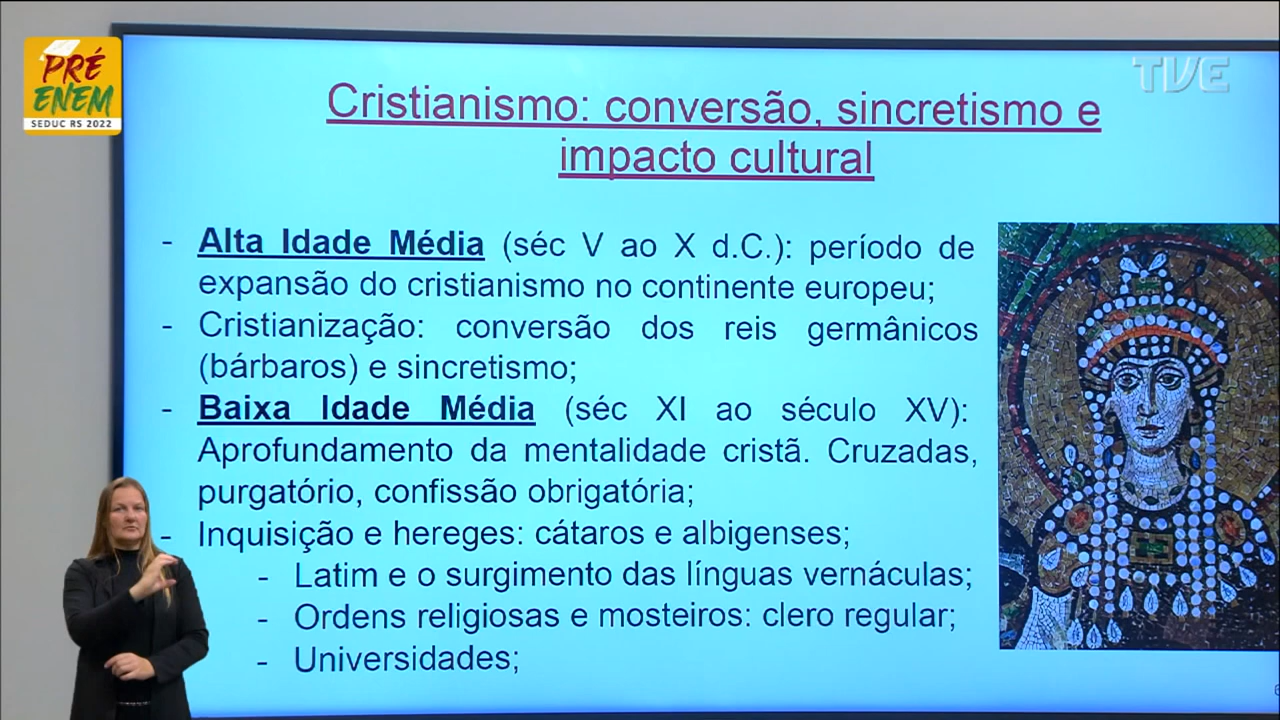 PRÉ
ENEM
SEDUC RS 2022
TVE
Cristianismo: conversão, sincretismo e
impacto cultural
- Alta Idade Média (séc V ao X d.C.): período de
expansão do cristianismo no continente europeu;
- Cristianização: conversão dos reis germânicos
(bárbaros) e sincretismo;
- Baixa Idade Média (séc XI ao século XV):
Aprofundamento da mentalidade cristã. Cruzadas,
purgatório, confissão obrigatória;
- Inquisição e hereges: cátaros e albigenses;
- Latim e o surgimento das línguas vernáculas;
- Ordens religiosas e mosteiros: clero regular;
- Universidades;